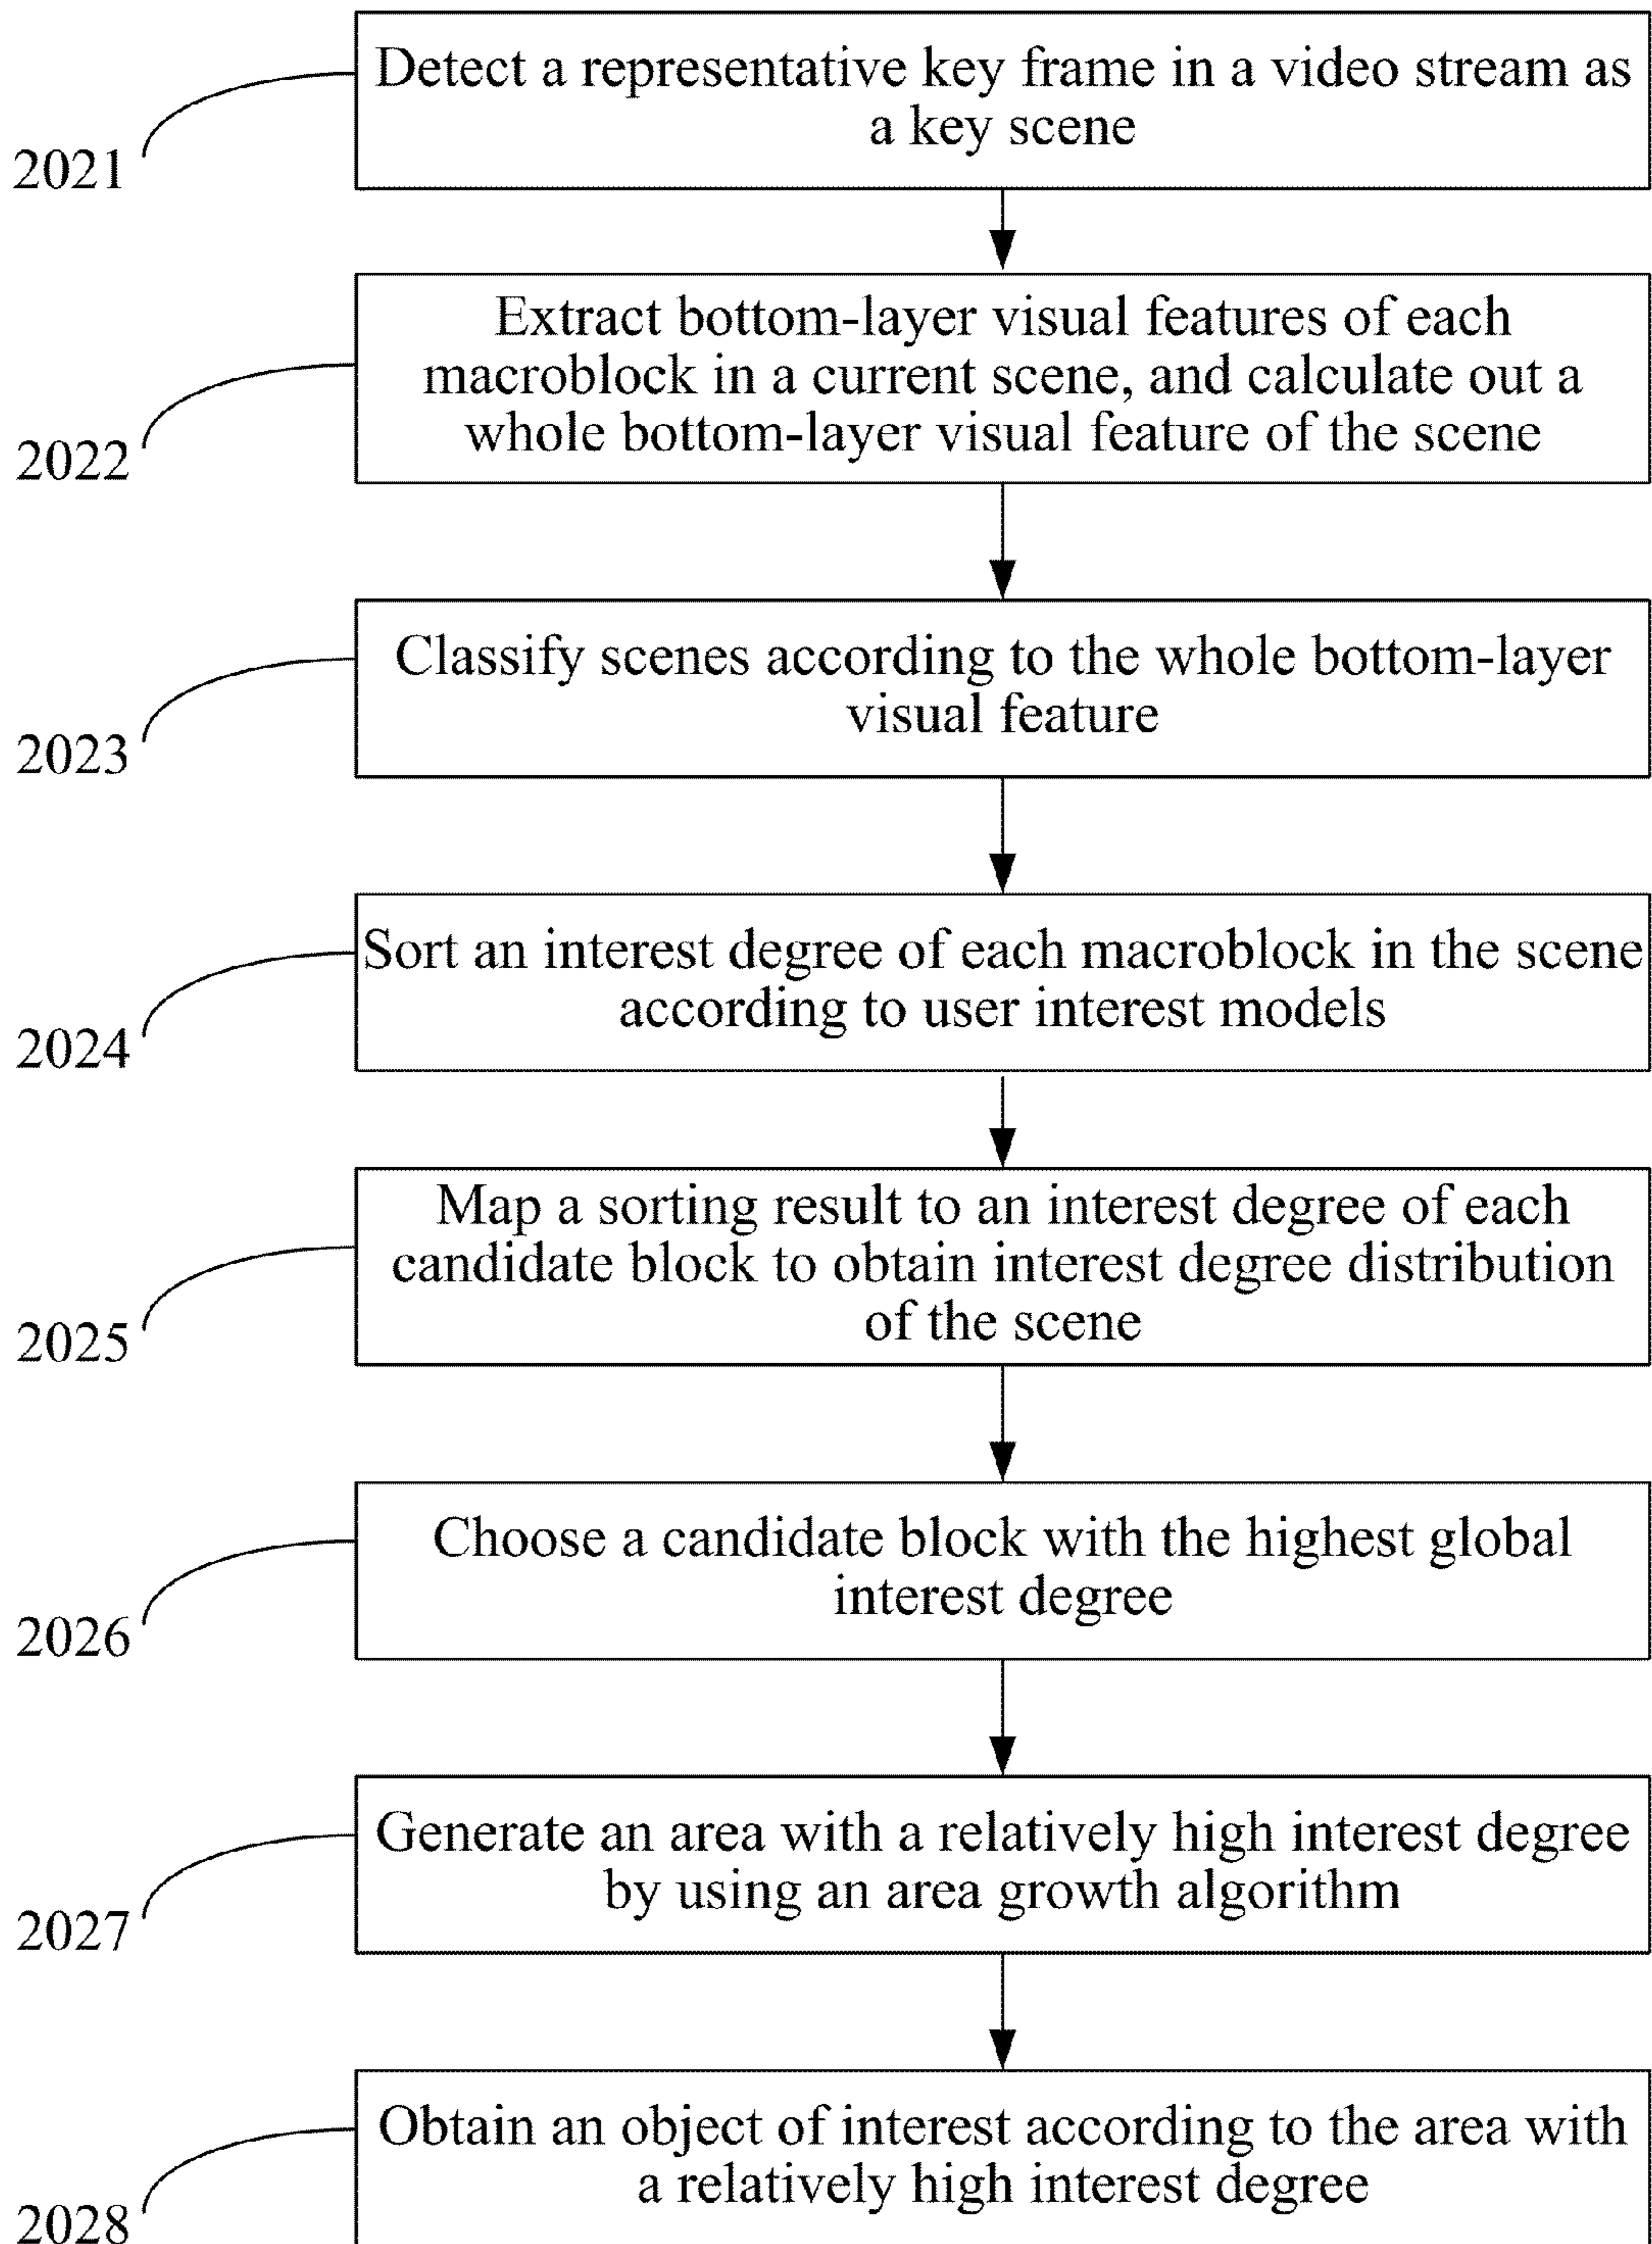 Detect a representative key frame in a video stream as
a key scene
2021
Extract bottom-layer visual features of each
macroblock in a current scene, and calculate out a
whole bottom-layer visual feature of the scene
2022
Classify scenes according to the whole bottom-layer
visual feature
2023
Sort an interest degree of each macroblock in the scene
according to user interest models
2024
Map a sorting result to an interest degree of each
candidate block to obtain interest degree distribution
of the scene
2025
Choose a candidate block with the highest global
interest degree
2026
Generate an area with a relatively high interest degree
by using an area growth algorithm
2027
Obtain an object of interest according to the area with
a relatively high interest degree
2028